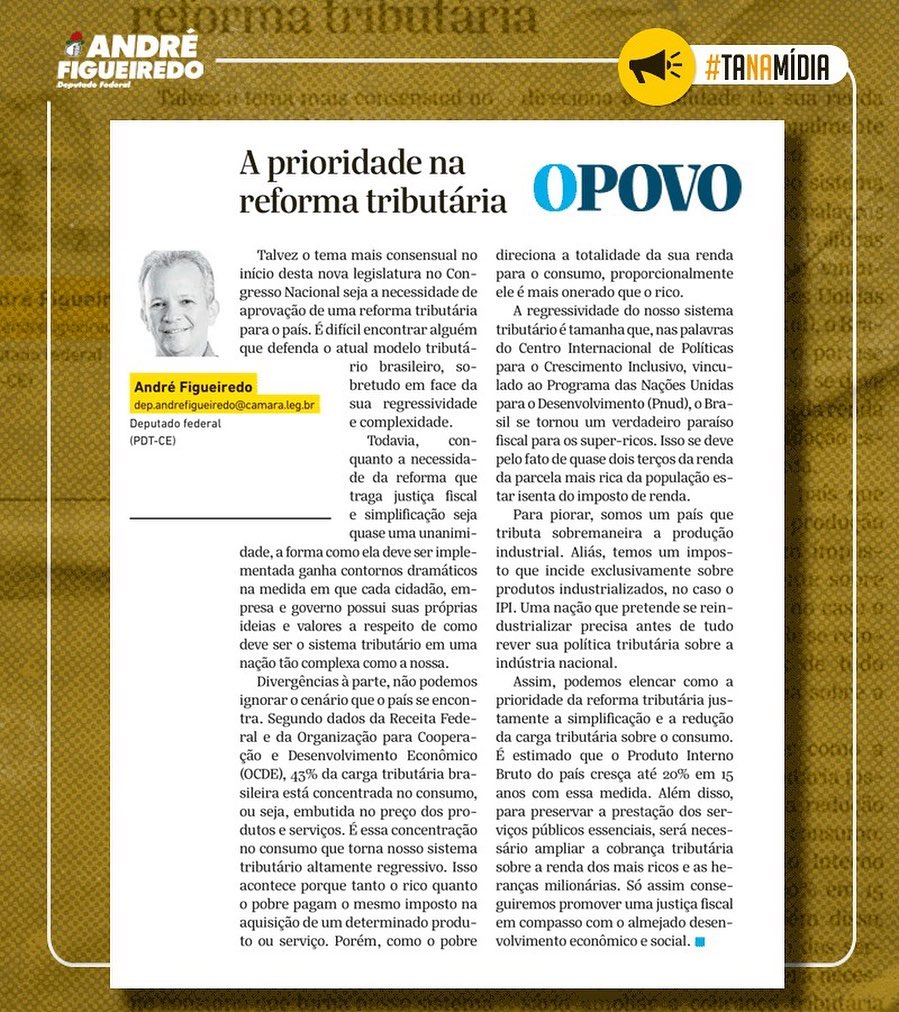 reforma tributária
ANDRÉ
FIGUEIREDO
Deputado Federal
#TANAMÍDIA
A prioridade na
reforma tributária
OPOVO
André Figueiredo
dep.andrefigueiredo@camara.leg.br
Deputado federal
(PDT-CE)
Talvez o tema mais consensual no
início desta nova legislatura no Con-
gresso Nacional seja a necessidade de
aprovação de uma reforma tributária
para o país. É difícil encontrar alguém
que defenda o atual modelo tributá-
rio brasileiro, so-
bretudo em face da
sua regressividade
e complexidade.
Todavia, con-
quanto a necessida-
de da reforma que
traga justiça fiscal
e simplificação seja
quase uma unanimi-
dade, a forma como ela deve ser imple-
mentada ganha contornos dramáticos
na medida em que cada cidadão, em-
presa e governo possui suas próprias
ideias e valores a respeito de como
deve ser o sistema tributário em uma
nação tão complexa como a nossa.
Divergências à parte, não podemos
ignorar o cenário que o país se encon-
tra. Segundo dados da Receita Fede-
ral e da Organização para Coopera-
ção e Desenvolvimento Econômico
(OCDE), 43% da carga tributária bra-
sileira está concentrada no consumo,
ou seja, embutida no preço dos pro-
dutos e serviços. É essa concentração
no consumo que torna nosso sistema
tributário altamente regressivo. Isso
acontece porque tanto o rico quanto
o pobre pagam o mesmo imposto na
aquisição de um determinado produ-
to ou serviço. Porém, como o pobre
direciona a totalidade da sua renda
para o consumo, proporcionalmente
ele é mais onerado que o rico.
A regressividade do nosso sistema
tributário é tamanha que, nas palavras
do Centro Internacional de Políticas
para o Crescimento Inclusivo, vincu-
lado ao Programa das Nações Unidas
para o Desenvolvimento (Pnud), o Bra-
sil se tornou um verdadeiro paraíso
fiscal para os super-ricos. Isso se deve
pelo fato de quase dois terços da renda
da parcela mais rica da população es-
tar isenta do imposto de renda.
Para piorar, somos um país que
tributa sobremaneira a produção
industrial. Aliás, temos um impos-
to que incide exclusivamente sobre
produtos industrializados, no caso o
IPI. Uma nação que pretende se rein-
dustrializar precisa antes de tudo
rever sua política tributária sobre a
indústria nacional.
Assim, podemos elencar como a
prioridade da reforma tributária jus-
tamente a simplificação e a redução
da carga tributária sobre o consumo.
É estimado que o Produto Interno
Bruto do país cresça até 20% em 15
anos com essa medida. Além disso,
para preservar a prestação dos ser-
viços públicos essenciais, será neces-
sário ampliar a cobrança tributária
sobre a renda dos mais ricos e as he-
ranças milionárias. Só assim conse-
guiremos promover uma justiça fiscal
em compasso com o almejado desen-
volvimento econômico e social.